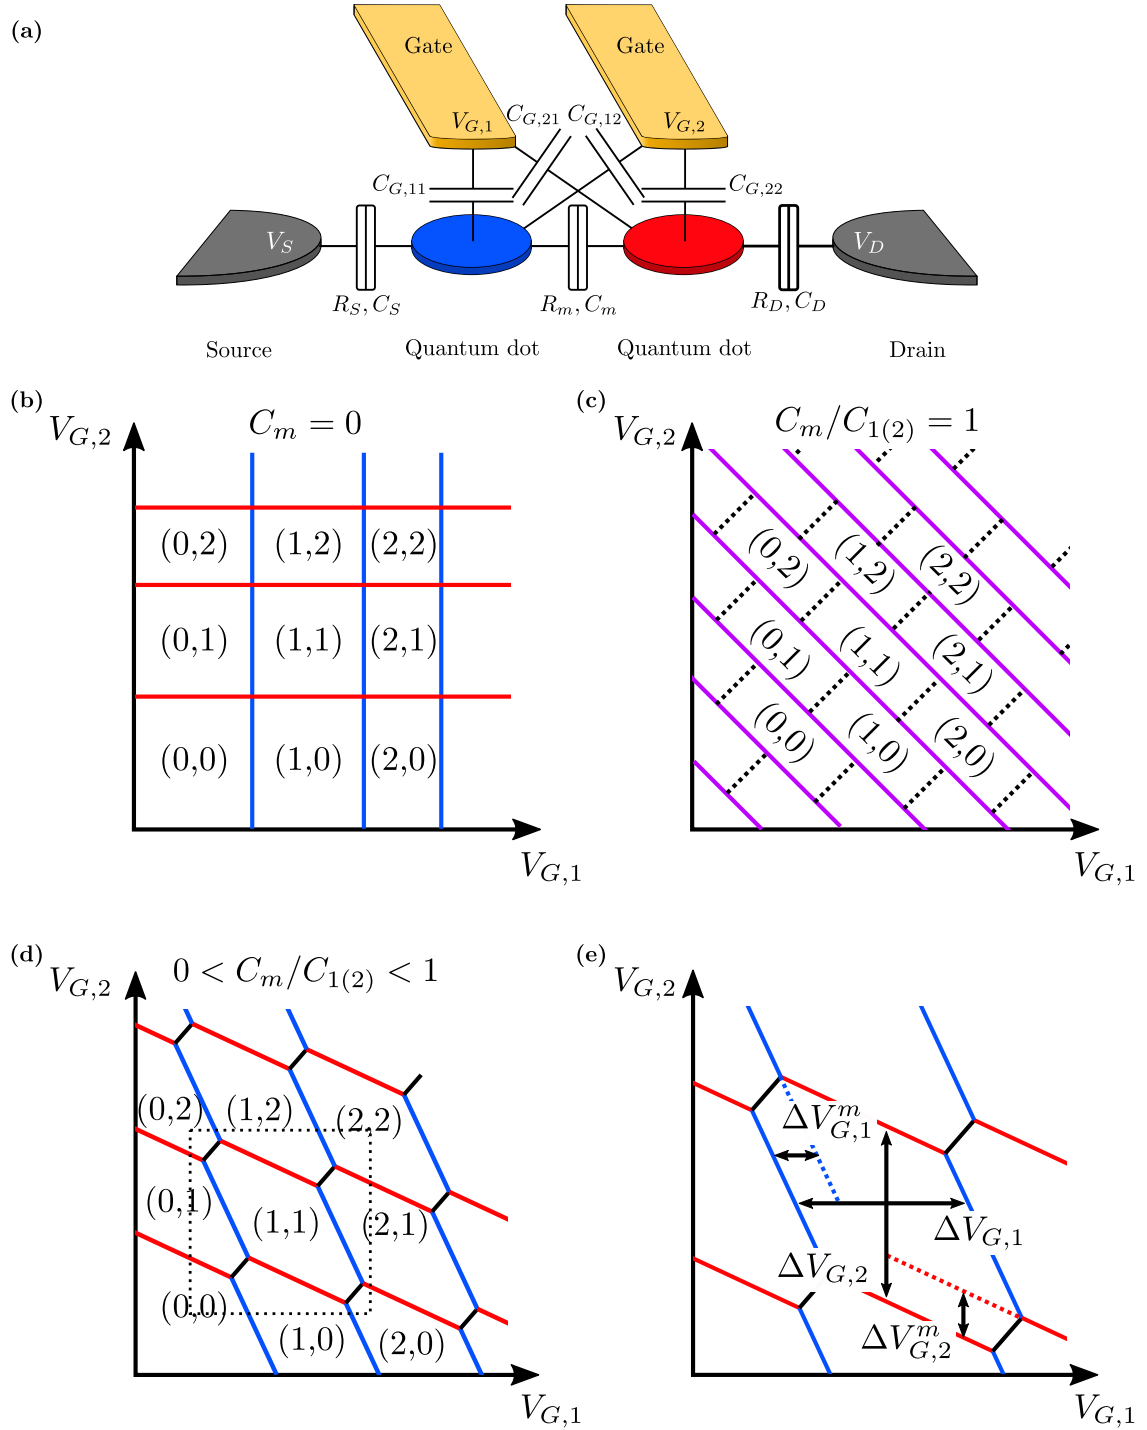 (a)
Gate Gate
V_{G,1} C_{G,21} C_{G,12} V_{G,2}
C_{G,11} C_{G,22}
V_S V_D
R_S, C_S R_m, C_m R_D, C_D
Source Quantum dot Quantum dot Drain
(b)
V_{G,2} C_m = 0
(0,2) (1,2) (2,2)
(0,1) (1,1) (2,1)
(0,0) (1,0) (2,0)
V_{G,1}
(c)
V_{G,2} C_m/C_{1(2)} = 1
(0,2) (1,2) (2,2)
(0,1) (1,1) (2,1)
(0,0) (1,0) (2,0)
V_{G,1}
(d)
V_{G,2} 0 < C_m/C_{1(2)} < 1
(0,2) (1,2) (2,2)
(0,1) (1,1) (2,1)
(0,0) (1,0) (2,0)
V_{G,1}
(e)
V_{G,2}
ΔV^m_{G,1}
ΔV_{G,1}
ΔV_{G,2}
ΔV^m_{G,2}
V_{G,1}